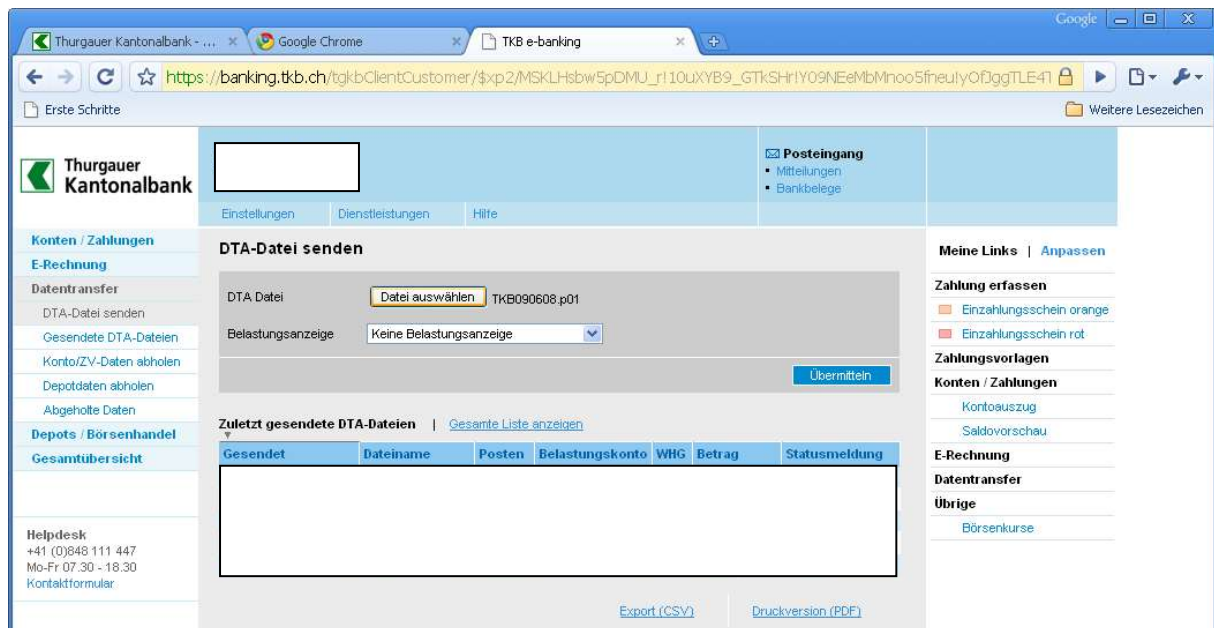 Google
Thurgauer Kantonalbank - ...
Google Chrome
TKB e-banking
https://banking.tkb.ch/tgkbClientCustomer/
Erste Schritte
Weitere Lesezeichen
Thurgauer
Kantonalbank
Posteingang
Mitteilungen
Bankbelege
Einstellungen
Dienstleistungen
Hilfe
Konten / Zahlungen
E-Rechnung
Datentransfer
DTA-Datei senden
Gesendete DTA-Dateien
Konto/ZV-Daten abholen
Depotdaten abholen
Abgeholte Daten
Depots / Börsenhandel
Gesamtübersicht
Helpdesk
+41 (0)848 111 447
Mo-Fr 07.30 - 18.30
Kontaktformular
DTA-Datei senden
DTA Datei
Datei auswählen
TKB090608.p01
Belastungsanzeige
Keine Belastungsanzeige
Übermitteln
Zuletzt gesendete DTA-Dateien | Gesamte Liste anzeigen
Gesendet Dateiname Posten Belastungskonto WHG Betrag Statusmeldung
Export (CSV)
Druckversion (PDF)
Meine Links | Anpassen
Zahlung erfassen
Einzahlungsschein orange
Einzahlungsschein rot
Zahlungsvorlagen
Konten / Zahlungen
Kontoauszug
Saldovorschau
E-Rechnung
Datentransfer
Übrige
Börsenkurse